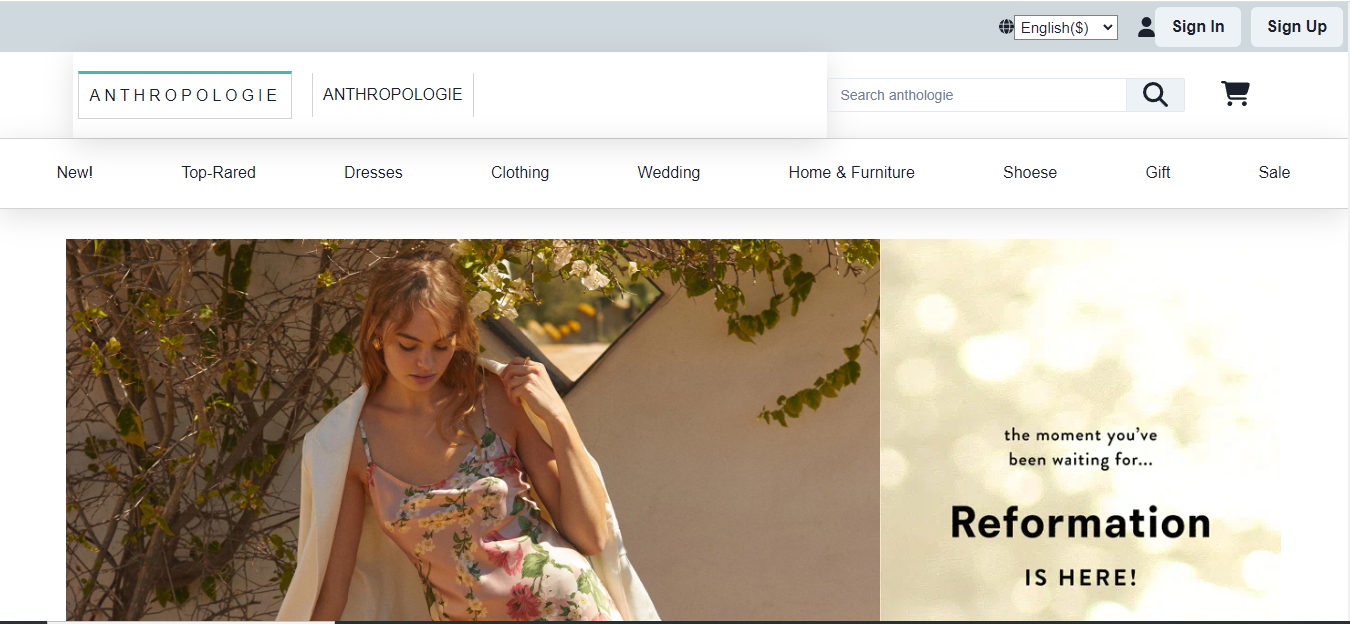 English($) Sign In Sign Up
ANTHROPOLOGIE ANTHROPOLOGIE Search anthologie
New! Top-Rared Dresses Clothing Wedding Home & Furniture Shoese Gift Sale
the moment you've
been waiting for...
Reformation
IS HERE!